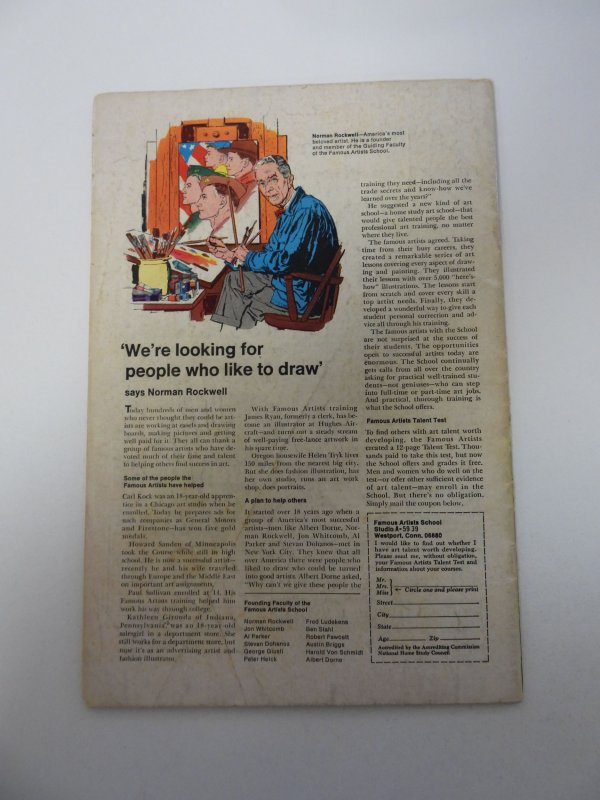 Norman Rockwell—America's most
beloved artist. He is a founder
and member of the Guiding Faculty
of the Famous Artists School.
'We're looking for
people who like to draw'
says Norman Rockwell
Today hundreds of men and women
who never thought they could be art-
ists are working at easels and drawing
boards, making pictures and getting
well paid for it. They all can thank a
group of famous artists who have de-
voted much of their time and talent
to helping others find success in art.
Some of the people the
Famous Artists have helped
Carl Kock was an 18-year-old appren-
tice in a Chicago art studio when he
enrolled. Today he prepares ads for
such companies as General Motors
and Firestone—has won five gold
medals.
Howard Sandon of Minneapolis
took the Course while still in high
school. He is now a successful artist—
recently he and his wife traveled
through Europe and the Middle East
on important art assignments.
Paul Sullivan enrolled at 14. His
Famous Artists training helped him
work his way through college.
Kathleen Gironda of Indiana,
Pennsylvania, was an 18-year-old
salesgirl in a department store. She
still works for a department store, but
now it's as an advertising artist and
fashion illustrator.
With Famous Artists training
James Ryan, formerly a clerk, has be-
come an illustrator at Hughes Air-
craft—and turns out a steady stream
of well-paying free-lance artwork in
his spare time.
Oregon housewife Helen Tryk lives
150 miles from the nearest big city.
But she does fashion illustration, has
her own studio, runs an art work
shop, does portraits.
A plan to help others
It started over 18 years ago when a
group of America's most successful
artists—men like Albert Dorne, Nor-
man Rockwell, Jon Whitcomb, Al
Parker and Stevan Dohanos—met in
New York City. They knew that all
over America there were people who
liked to draw who could be turned
into good artists. Albert Dorne asked,
"Why can't we give these people the
Founding Faculty of the
Famous Artists School
Norman Rockwell
Jon Whitcomb
Al Parker
Stevan Dohanos
George Giusti
Peter Helck
Fred Ludekens
Ben Stahl
Robert Fawcett
Austin Briggs
Harold Von Schmidt
Albert Dorne
training they need—including all the
trade secrets and know-how we've
learned over the years?"
He suggested a new kind of art
school—a home study art school—that
would give talented people the best
professional art training, no matter
where they live.
The famous artists agreed. Taking
time from their busy careers, they
created a remarkable series of art
lessons covering every aspect of draw-
ing and painting. They illustrated
their lessons with over 5,000 "here's-
how" illustrations. The lessons start
from scratch and cover every skill a
top artist needs. Finally, they de-
veloped a wonderful way to give each
student personal correction and ad-
vice all through his training.
The famous artists with the School
are not surprised at the success of
their students. The opportunities
open to successful artists today are
enormous. The School continually
gets calls from all over the country
asking for practical well-trained stu-
dents—not geniuses—who can step
into full-time or part-time art jobs.
And practical, thorough training is
what the School offers.
Famous Artists Talent Test
To find others with art talent worth
developing, the Famous Artists
created a 12-page Talent Test. Thou-
sands paid to take this test, but now
the School offers and grades it free.
Men and women who do well on the
test—or offer other sufficient evidence
of art talent—may enroll in the
School. But there's no obligation.
Simply mail the coupon below.
Famous Artists School
Studio A-59 39
Westport, Conn. 06880
I would like to find out whether I
have art talent worth developing.
Please send me, without obligation,
your Famous Artists Talent Test and
information about your courses.
Mr.
Mrs. Circle one and please print
Miss
Street
City
State
Age Zip
Accredited by the Accrediting Commission
National Home Study Council